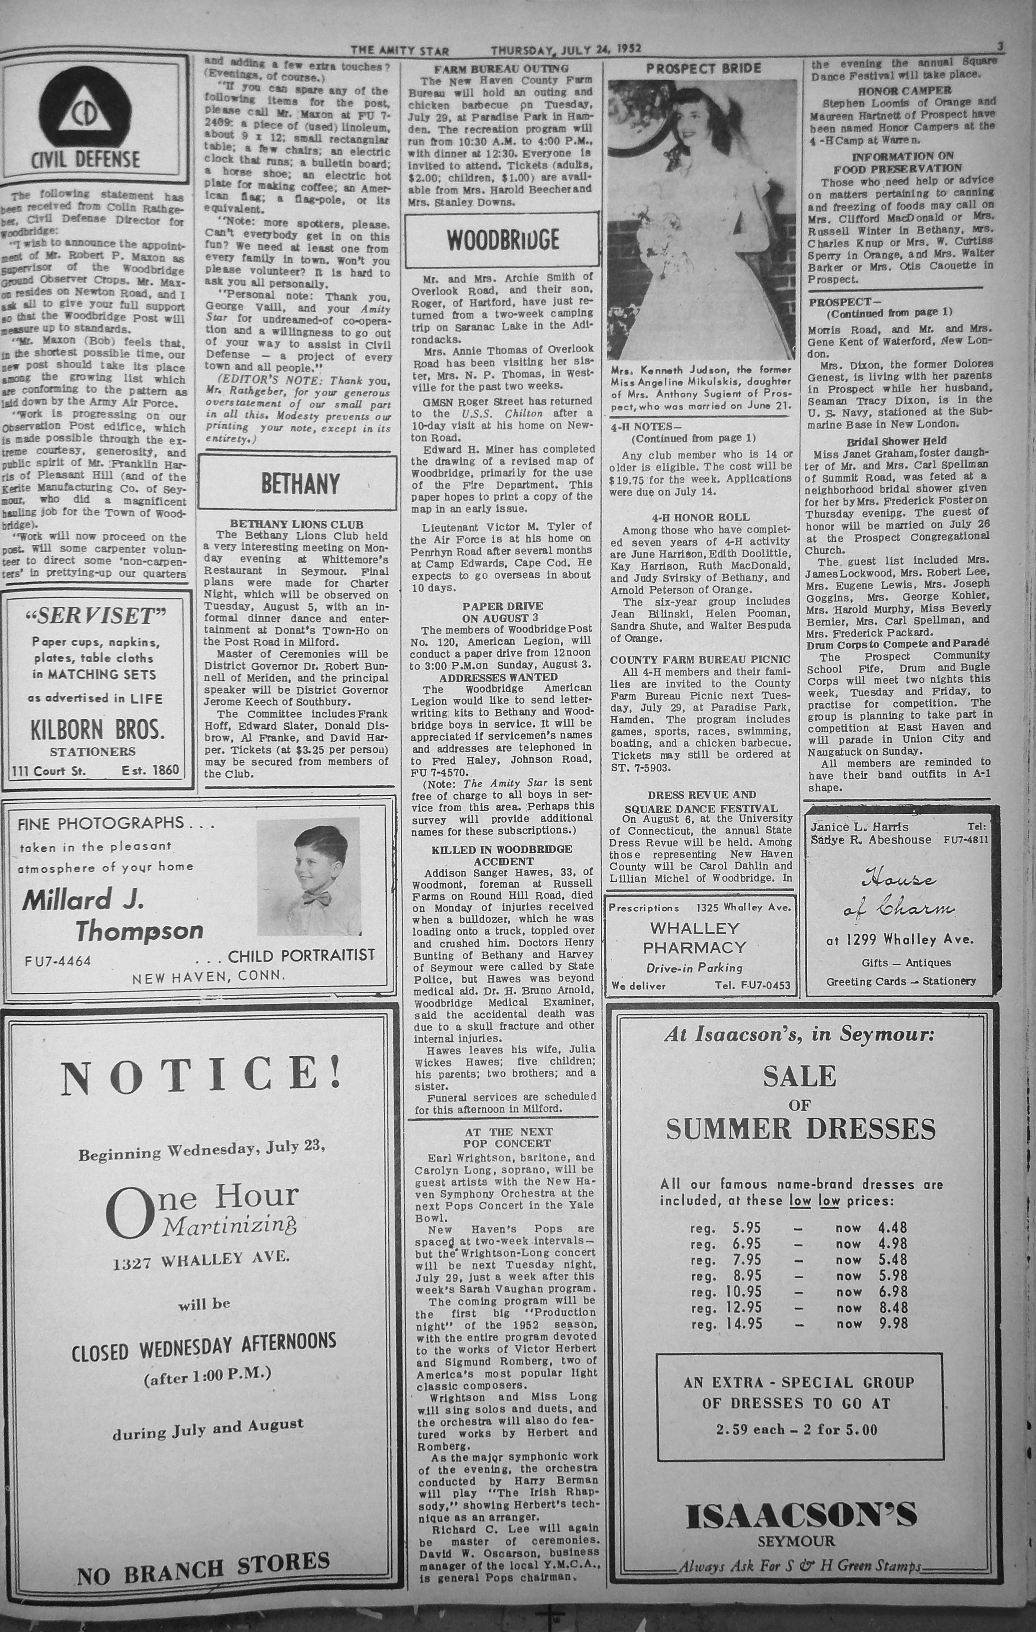 THE AMITY STAR THURSDAY, JULY 24, 1952 3
CD
CIVIL DEFENSE
The following statement has
been received from Colin Rathge-
ber, Civil Defense Director for
Woodbridge:
"I wish to announce the appoint-
ment of Mr. Robert P. Maxon as
Supervisor of the Woodbridge
Ground Observer Crops. Mr. Max-
on resides on Newton Road, and I
ask all to give your full support
so that the Woodbridge Post will
measure up to standards.
"Mr. Maxon (Bob) feels that,
in the shortest possible time, our
new post should take its place
among the growing list which
are conforming to the pattern as
laid down by the Army Air Force.
"Work is progressing on our
Observation Post edifice, which
is made possible through the ex-
treme courtesy, generosity, and
public spirit of Mr. Franklin Har-
ris of Pleasant Hill (and of the
Kerite Manufacturing Co. of Sey-
mour, who did a magnificent
hauling job for the Town of Wood-
bridge).
"Work will now proceed on the
post. Will some carpenter volun-
teer to direct some 'non-carpen-
ters' in prettying-up our quarters
"SERVISET"
Paper cups, napkins,
plates, table cloths
in MATCHING SETS
as advertised in LIFE
KILBORN BROS.
STATIONERS
111 Court St. Est. 1860
and adding a few extra touches?
(Evenings, of course.)
"If you can spare any of the
following items for the post,
please call Mr. Maxon at FU 7-
2409: a piece of (used) linoleum,
about 9 x 12; small rectangular
table; a few chairs; an electric
clock that runs; a bulletin board;
a horse shoe; an electric hot
plate for making coffee; an Amer-
ican flag; a flag-pole, or its
equivalent.
"Note: more spotters, please.
Can't everybody get in on this
fun? We need at least one from
every family in town. Won't you
please volunteer? It is hard to
ask you all personally.
"Personal note: Thank you,
George Vaill, and your Amity
Star for undreamed-of co-opera-
tion and a willingness to go out
of your way to assist in Civil
Defense — a project of every
town and all people."
(EDITOR'S NOTE: Thank you,
Mr. Rathgeber, for your generous
overstatement of our small part
in all this. Modesty prevents our
printing your note, except in its
entirety.)
BETHANY
BETHANY LIONS CLUB
The Bethany Lions Club held
a very interesting meeting on Mon-
day evening at Whittemore's
Restaurant in Seymour. Final
plans were made for Charter
Night, which will be observed on
Tuesday, August 5, with an in-
formal dinner dance and enter-
tainment at Donat's Town-Ho on
the Post Road in Milford.
Master of Ceremonies will be
District Governor Dr. Robert Bun-
nell of Meriden, and the principal
speaker will be District Governor
Jerome Keech of Southbury.
The Committee includes Frank
Hoff, Edward Slater, Donald Dis-
brow, Al Franke, and David Har-
per. Tickets (at $3.25 per person)
may be secured from members of
the Club.
FINE PHOTOGRAPHS . . .
taken in the pleasant
atmosphere of your home
Millard J.
Thompson
FU7-4464 . . . CHILD PORTRAITIST
NEW HAVEN, CONN.
NOTICE!
Beginning Wednesday, July 23,
One Hour
Martinizing
1327 WHALLEY AVE.
will be
CLOSED WEDNESDAY AFTERNOONS
(after 1:00 P.M.)
during July and August
NO BRANCH STORES
FARM BUREAU OUTING
The New Haven County Farm
Bureau will hold an outing and
chicken barbecue pn Tuesday,
July 29, at Paradise Park in Ham-
den. The recreation program will
run from 10:30 A.M. to 4:00 P.M.,
with dinner at 12:30. Everyone is
invited to attend. Tickets (adults,
$2.00; children, $1.00) are avail-
able from Mrs. Harold Beecher and
Mrs. Stanley Downs.
WOODBRIDGE
Mr. and Mrs. Archie Smith of
Overlook Road, and their son,
Roger, of Hartford, have just re-
turned from a two-week camping
trip on Saranac Lake in the Adi-
rondacks.
Mrs. Annie Thomas of Overlook
Road has been visiting her sis-
ter, Mrs. N. P. Thomas, in West-
ville for the past two weeks.
GMSN Roger Street has returned
to the U.S.S. Chilton after a
10-day visit at his home on New-
ton Road.
Edward H. Miner has completed
the drawing of a revised map of
Woodbridge, primarily for the use
of the Fire Department. This
paper hopes to print a copy of the
map in an early issue.
Lieutenant Victor M. Tyler of
the Air Force is at his home on
Penrhyn Road after several months
at Camp Edwards, Cape Cod. He
expects to go overseas in about
10 days.
PAPER DRIVE
ON AUGUST 3
The members of Woodbridge Post
No. 120, American Legion, will
conduct a paper drive from 12 noon
to 3:00 P.M. on Sunday, August 3.
ADDRESSES WANTED
The Woodbridge American
Legion would like to send letter-
writing kits to Bethany and Wood-
bridge boys in service. It will be
appreciated if servicemen's names
and addresses are telephoned in
to Fred Haley, Johnson Road,
FU 7-4570.
(Note: The Amity Star is sent
free of charge to all boys in ser-
vice from this area. Perhaps this
survey will provide additional
names for these subscriptions.)
KILLED IN WOODBRIDGE
ACCIDENT
Addison Sanger Hawes, 33, of
Woodmont, foreman at Russell
Farms on Round Hill Road, died
on Monday of injuries received
when a bulldozer, which he was
loading onto a truck, toppled over
and crushed him. Doctors Henry
Bunting of Bethany and Harvey
of Seymour were called by State
Police, but Hawes was beyond
medical aid. Dr. H. Bruno Arnold,
Woodbridge Medical Examiner,
said the accidental death was
due to a skull fracture and other
internal injuries.
Hawes leaves his wife, Julia
Wickes Hawes; five children;
his parents; two brothers; and a
sister.
Funeral services are scheduled
for this afternoon in Milford.
AT THE NEXT
POP CONCERT
Earl Wrightson, baritone, and
Carolyn Long, soprano, will be
guest artists with the New Ha-
ven Symphony Orchestra at the
next Pops Concert in the Yale
Bowl.
New Haven's Pops are
spaced at two-week intervals—
but the Wrightson-Long concert
will be next Tuesday night,
July 29, just a week after this
week's Sarah Vaughan program.
The coming program will be
the first big "Production
night" of the 1952 season,
with the entire program devoted
to the works of Victor Herbert
and Sigmund Romberg, two of
America's most popular light
classic composers.
Wrightson and Miss Long
will sing solos and duets, and
the orchestra will also do fea-
tured works by Herbert and
Romberg.
As the major symphonic work
of the evening, the orchestra
conducted by Harry Berman
will play "The Irish Rhap-
sody," showing Herbert's tech-
nique as an arranger.
Richard C. Lee will again
be master of ceremonies.
David W. Oscarson, business
manager of the local Y.M.C.A.,
is general Pops chairman.
PROSPECT BRIDE
Mrs. Kenneth Judson, the former
Miss Angeline Mikulskis, daughter
of Mrs. Anthony Sugient of Pros-
pect, who was married on June 21.
4-H NOTES—
(Continued from page 1)
Any club member who is 14 or
older is eligible. The cost will be
$19.75 for the week. Applications
were due on July 14.
4-H HONOR ROLL
Among those who have complet-
ed seven years of 4-H activity
are June Harrison, Edith Doolittle,
Kay Harrison, Ruth MacDonald,
and Judy Svirsky of Bethany, and
Arnold Peterson of Orange.
The six-year group includes
Jean Bilinski, Helen Pooman,
Sandra Shute, and Walter Bespuda
of Orange.
COUNTY FARM BUREAU PICNIC
All 4-H members and their fami-
lies are invited to the County
Farm Bureau Picnic next Tues-
day, July 29, at Paradise Park,
Hamden. The program includes
games, sports, races, swimming,
boating, and a chicken barbecue.
Tickets may still be ordered at
ST. 7-5903.
DRESS REVUE AND
SQUARE DANCE FESTIVAL
On August 6, at the University
of Connecticut, the annual State
Dress Revue will be held. Among
those representing New Haven
County will be Carol Dahlin and
Lillian Michel of Woodbridge. In
Prescriptions 1325 Whalley Ave.
WHALLEY
PHARMACY
Drive-in Parking
We deliver Tel. FU7-0453
the evening the annual Square
Dance Festival will take place.
HONOR CAMPER
Stephen Loomis of Orange and
Maureen Hartnett of Prospect have
been named Honor Campers at the
4-H Camp at Warren.
INFORMATION ON
FOOD PRESERVATION
Those who need help or advice
on matters pertaining to canning
and freezing of foods may call on
Mrs. Clifford MacDonald or Mrs.
Russell Winter in Bethany, Mrs.
Charles Knup or Mrs. W. Curtiss
Sperry in Orange, and Mrs. Walter
Barker or Mrs. Otis Caouette in
Prospect.
PROSPECT—
(Continued from page 1)
Morris Road, and Mr. and Mrs.
Gene Kent of Waterford, New Lon-
don.
Mrs. Dixon, the former Dolores
Genest, is living with her parents
in Prospect while her husband,
Seaman Tracy Dixon, is in the
U. S. Navy, stationed at the Sub-
marine Base in New London.
Bridal Shower Held
Miss Janet Graham, foster daugh-
ter of Mr. and Mrs. Carl Spellman
of Summit Road, was feted at a
neighborhood bridal shower given
for her by Mrs. Frederick Foster on
Thursday evening. The guest of
honor will be married on July 26
at the Prospect Congregational
Church.
The guest list included Mrs.
James Lockwood, Mrs. Robert Lee,
Mrs. Eugene Lewis, Mrs. Joseph
Goggins, Mrs. George Kohler,
Mrs. Harold Murphy, Miss Beverly
Bernier, Mrs. Carl Spellman, and
Mrs. Frederick Packard.
Drum Corps to Compete and Parade
The Prospect Community
School Fife, Drum and Bugle
Corps will meet two nights this
week, Tuesday and Friday, to
practise for competition. The
group is planning to take part in
competition at East Haven and
will parade in Union City and
Naugatuck on Sunday.
All members are reminded to
have their band outfits in A-1
shape.
Janice L. Harris Tel:
Sadye R. Abeshouse FU7-4811
House
of Charm
at 1299 Whalley Ave.
Gifts — Antiques
Greeting Cards — Stationery
At Isaacson's, in Seymour:
SALE
OF
SUMMER DRESSES
All our famous name-brand dresses are
included, at these low low prices:
reg. 5.95 — now 4.48
reg. 6.95 — now 4.98
reg. 7.95 — now 5.48
reg. 8.95 — now 5.98
reg. 10.95 — now 6.98
reg. 12.95 — now 8.48
reg. 14.95 — now 9.98
AN EXTRA - SPECIAL GROUP
OF DRESSES TO GO AT
2.59 each — 2 for 5.00
ISAACSON'S
SEYMOUR
Always Ask For S & H Green Stamps